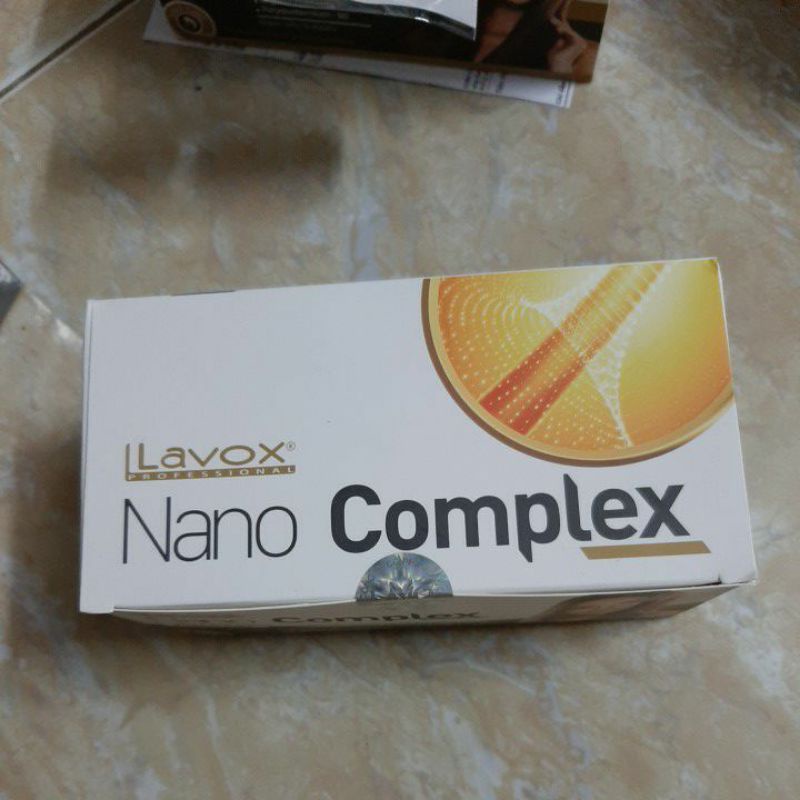 Lavox®
PROFESSIONAL
Nano Complex
Complex